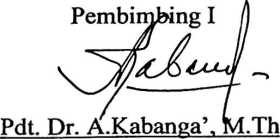 Pembimbing I
Pdt. Dr. A.Kabanga', M.Th